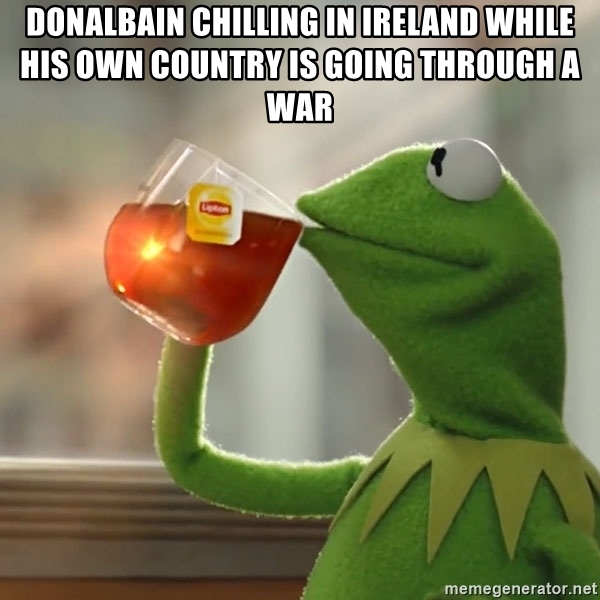 DONALBAIN CHILLING IN IRELAND WHILE
HIS OWN COUNTRY IS GOING THROUGH A
WAR
Lipton
memegenerator.net